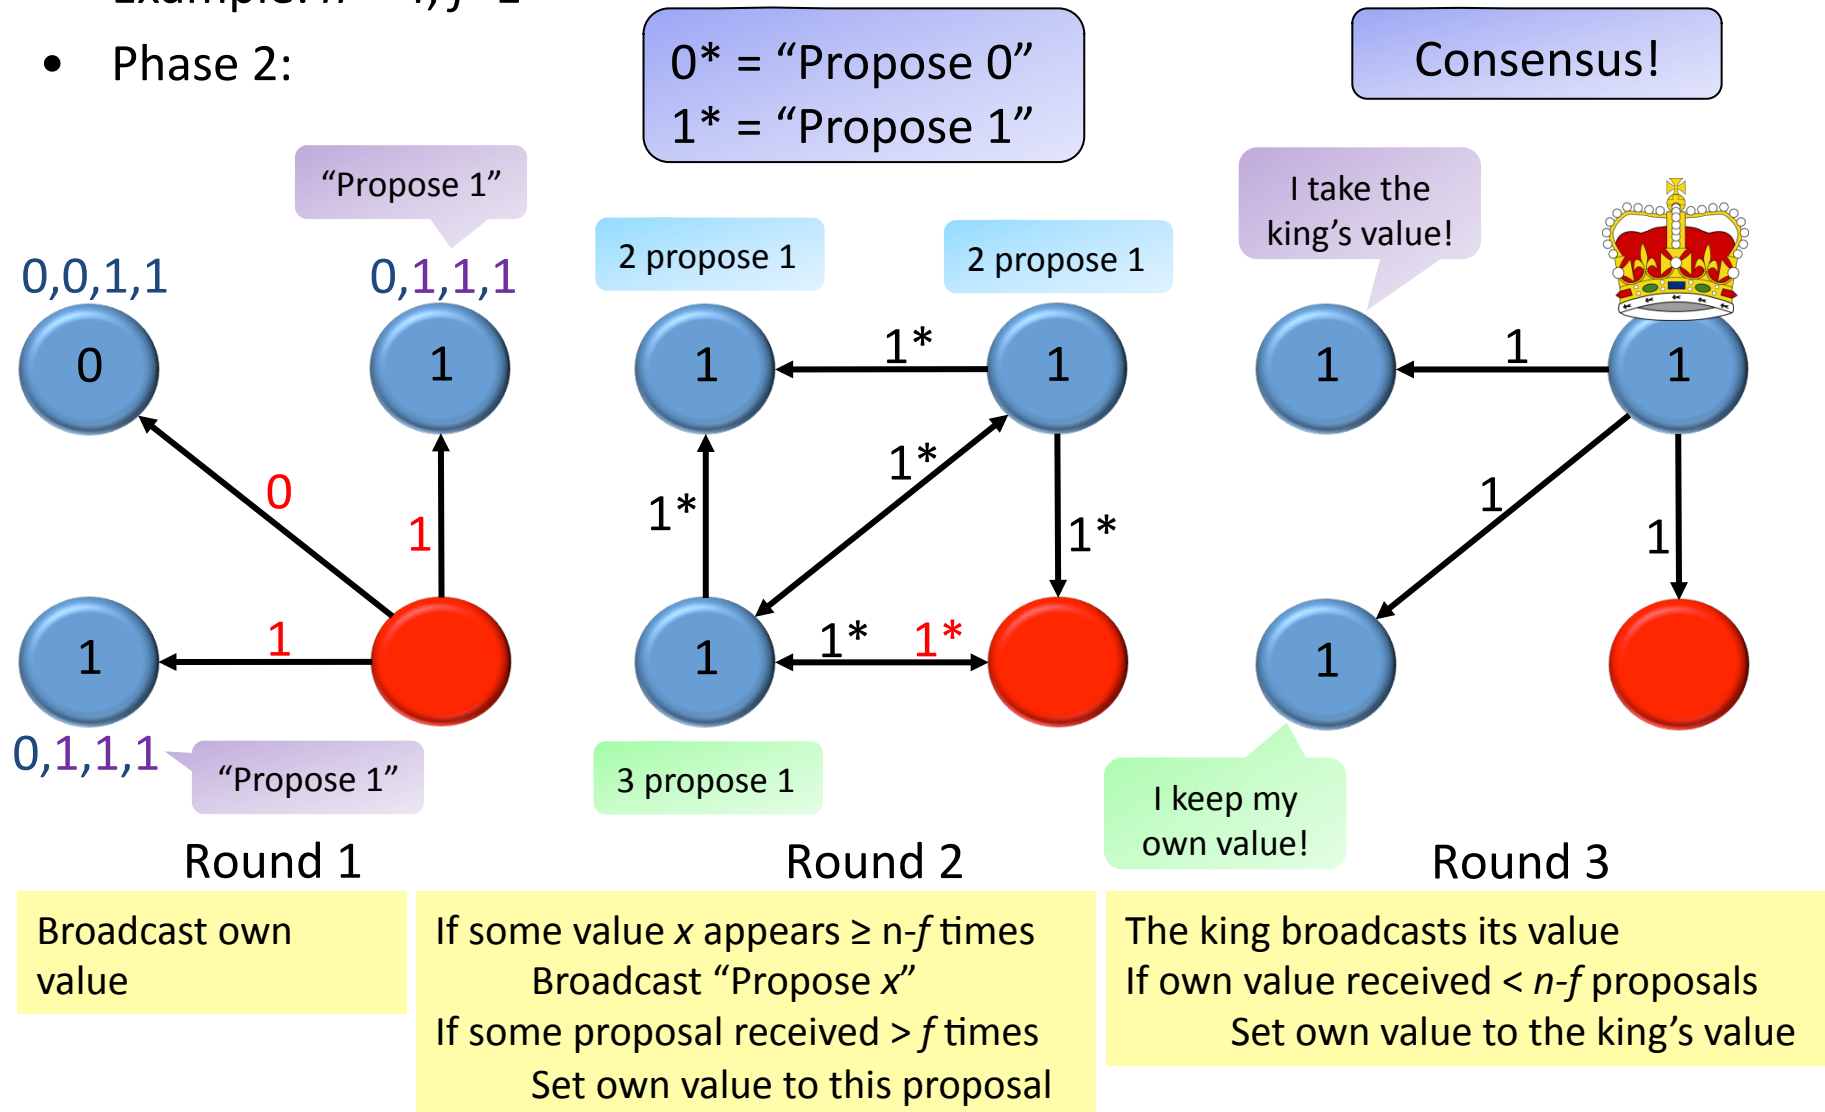 • Phase 2:
0* = “Propose 0”
1* = “Propose 1”
Consensus!
“Propose 1”
0,0,1,1
0,1,1,1
0
1
0
1
1
1
0,1,1,1
“Propose 1”
Round 1
Broadcast own
value
2 propose 1
2 propose 1
1
1*
1
1*
1*
1*
1
1*
1*
3 propose 1
Round 2
If some value x appears ≥ n-f times
Broadcast “Propose x”
If some proposal received > f times
Set own value to this proposal
I take the
king’s value!
1
1
1
1
1
1
I keep my
own value!
Round 3
The king broadcasts its value
If own value received < n-f proposals
Set own value to the king’s value